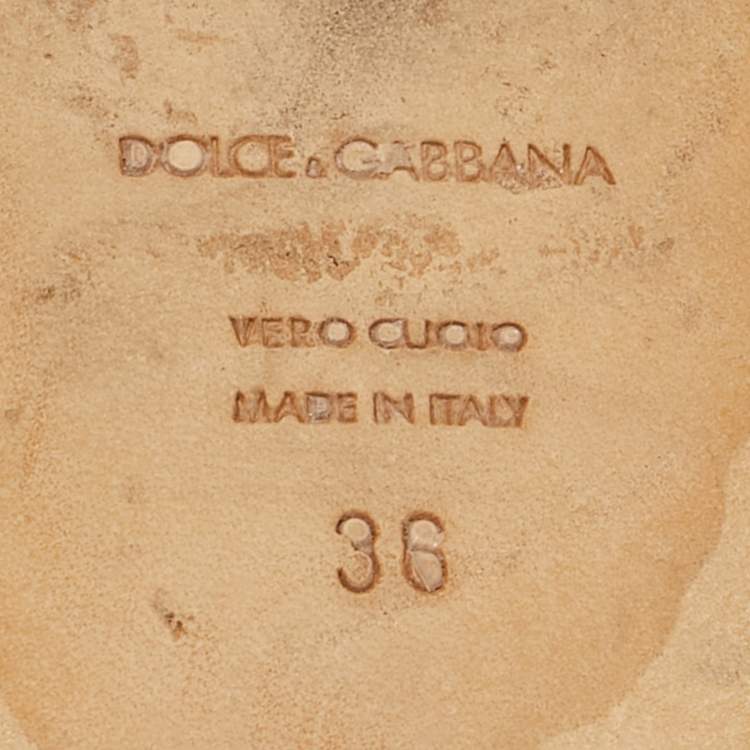 DOLCE & GABBANA
VERO CUOIO
MADE IN ITALY
36